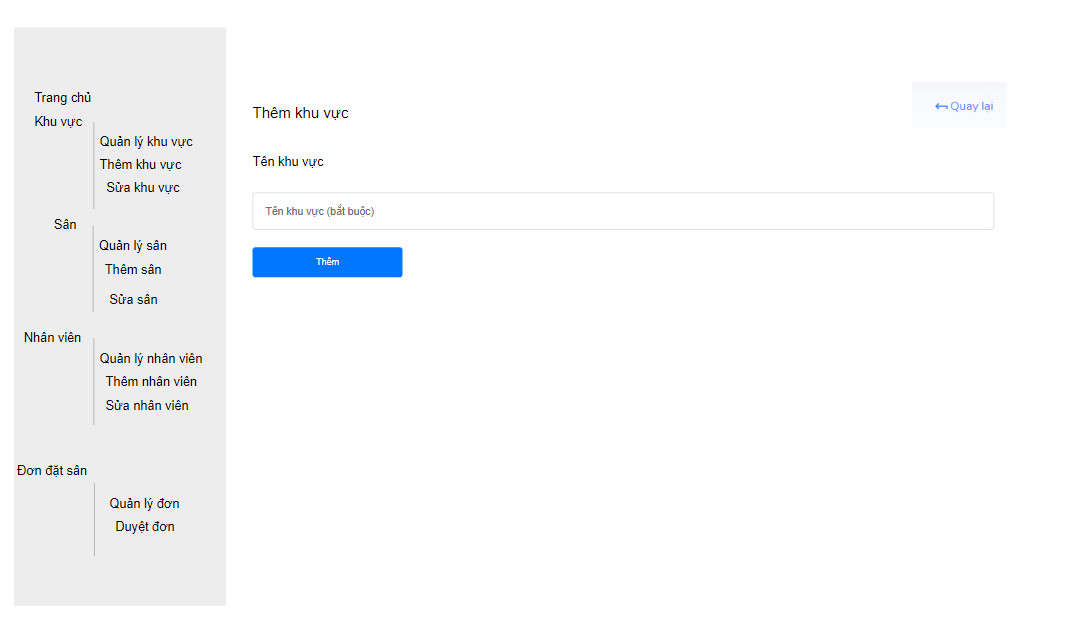 Trang chủ
Khu vực
Quản lý khu vực
Thêm khu vực
Sửa khu vực
Sân
Quản lý sân
Thêm sân
Sửa sân
Nhân viên
Quản lý nhân viên
Thêm nhân viên
Sửa nhân viên
Đơn đặt sân
Quản lý đơn
Duyệt đơn
Thêm khu vực
Quay lại
Tên khu vực
Tên khu vực (bắt buộc)
Thêm